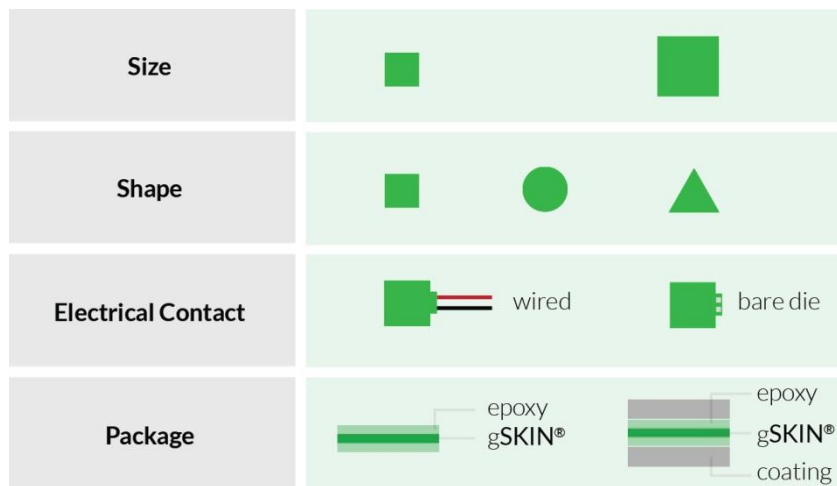 Size
Shape
Electrical Contact
wired
bare die
Package
epoxy
gSKIN®
epoxy
gSKIN®
coating